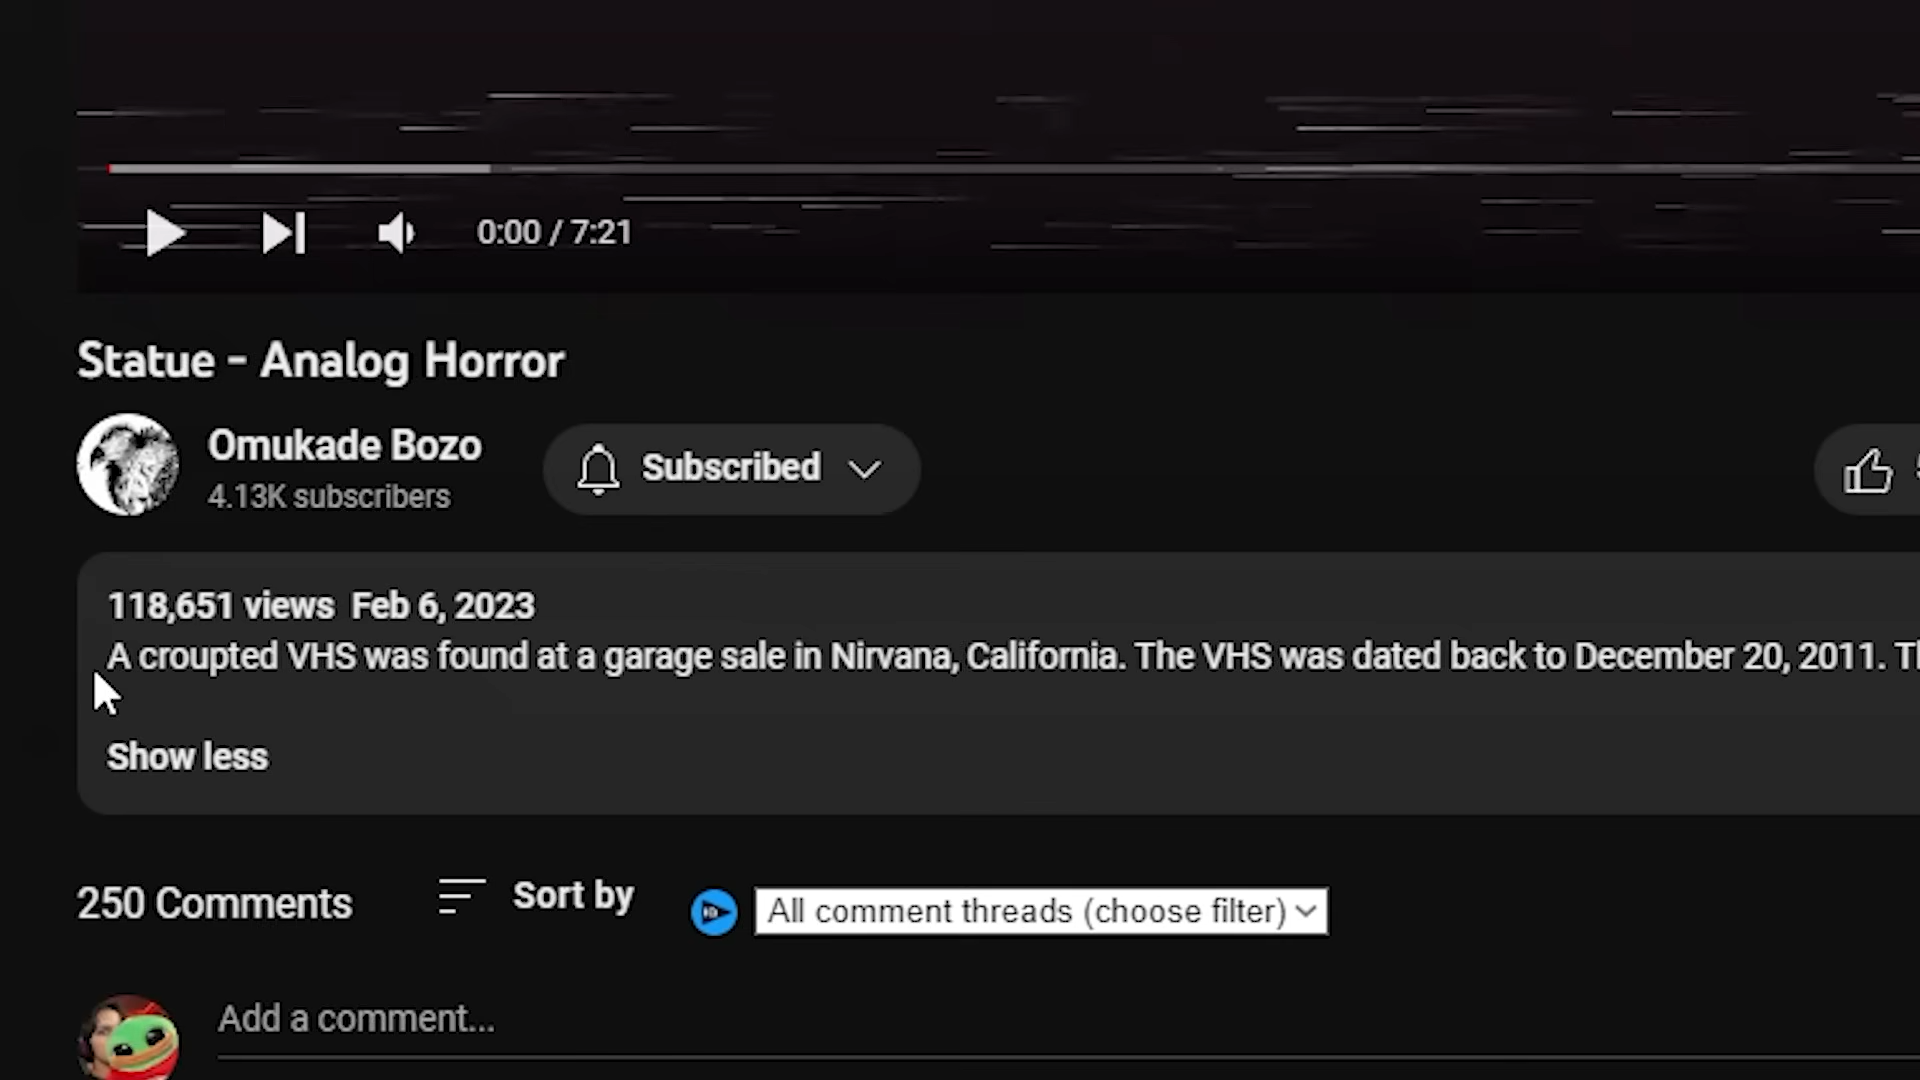 0:00 / 7:21
Statue - Analog Horror
Omukade Bozo
4.13K subscribers
Subscribed
118,651 views Feb 6, 2023
A croupted VHS was found at a garage sale in Nirvana, California. The VHS was dated back to December 20, 2011.
Show less
250 Comments
Sort by
All comment threads (choose filter)
Add a comment...